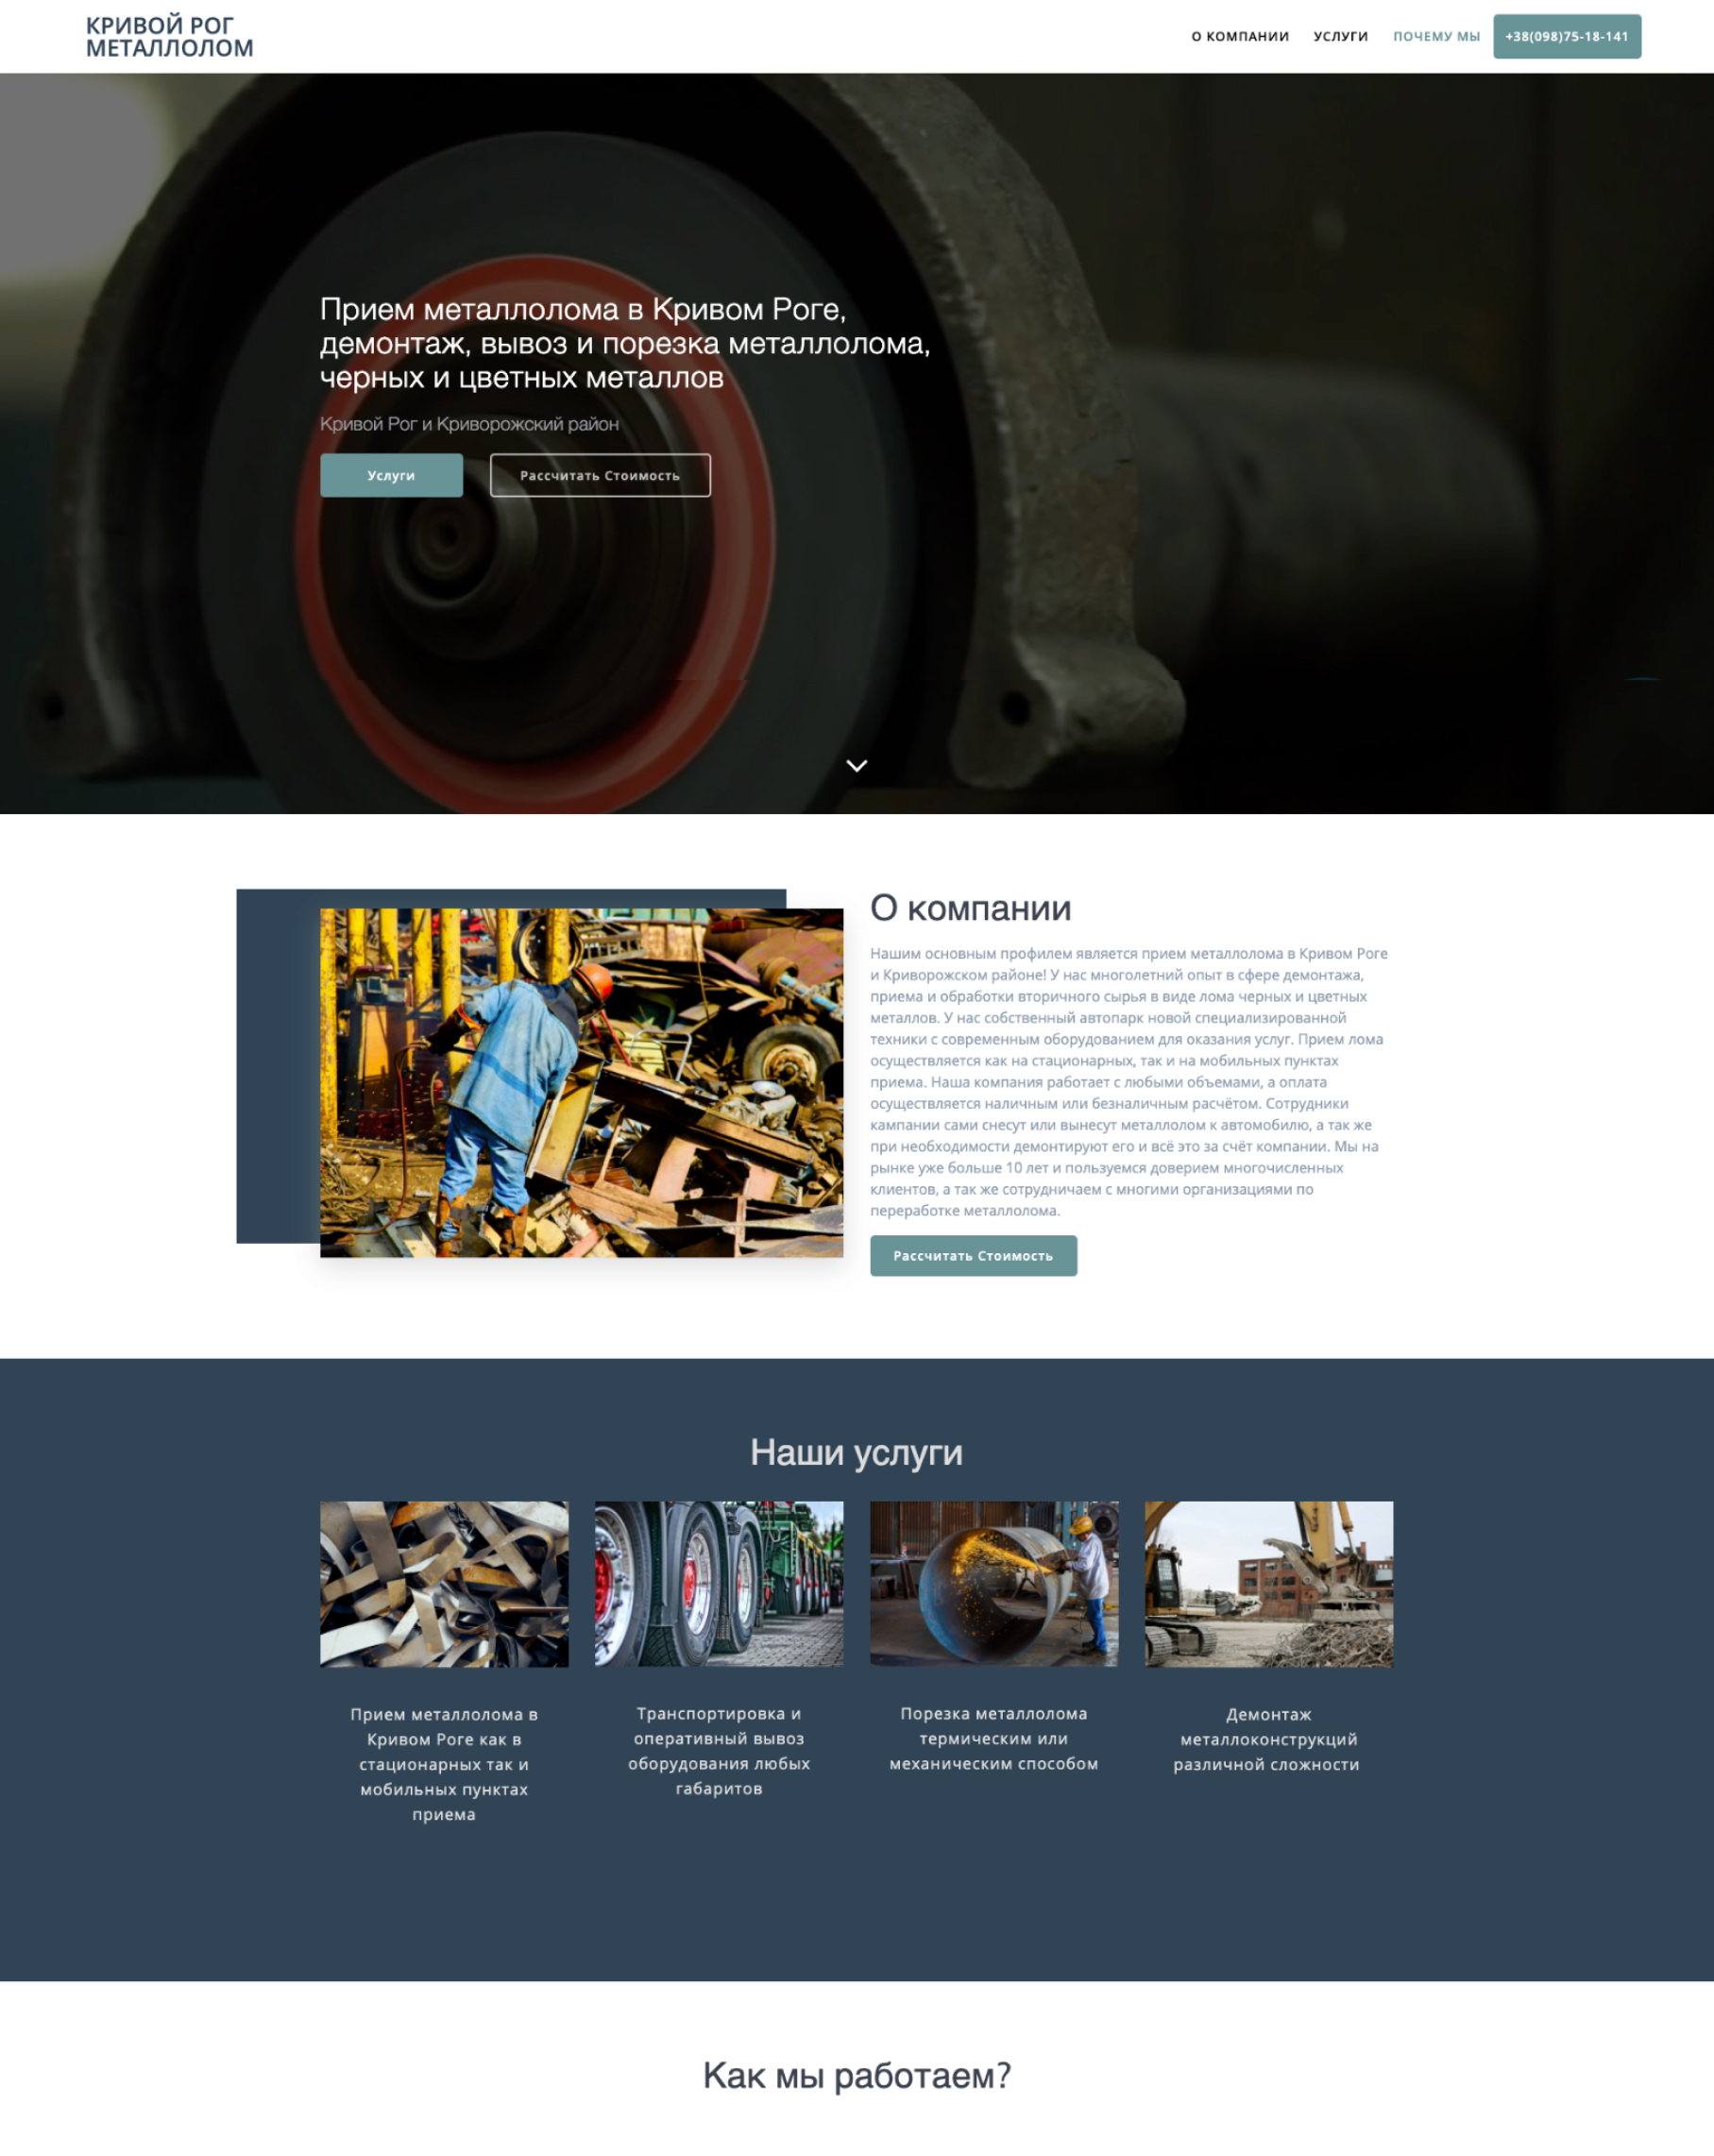 КРИВОЙ РОГ
МЕТАЛЛОЛОМ
О КОМПАНИИ
УСЛУГИ
ПОЧЕМУ МЫ
+38(098)75-18-141
Прием металлолома в Кривом Роге,
демонтаж, вывоз и порезка металлолома,
черных и цветных металлов
Кривой Рог и Криворожский район
Услуги
Рассчитать Стоимость
О компании
Нашим основным профилем является прием металлолома в Кривом Роге
и Криворожском районе! У нас многолетний опыт в сфере демонтажа,
приема и обработки вторичного сырья в виде лома черных и цветных
металлов. У нас собственный автопарк новой специализированной
техники с современным оборудованием для оказания услуг. Прием лома
осуществляется как на стационарных, так и на мобильных пунктах
приема. Наша компания работает с любыми объемами, а оплата
осуществляется наличным или безналичным расчётом. Сотрудники
кампании сами снесут или вынесут металлолом к автомобилю, а так же
при необходимости демонтируют его и всё это за счёт компании. Мы на
рынке уже больше 10 лет и пользуемся доверием многочисленных
клиентов, а так же сотрудничаем с многими организациями по
переработке металлолома.
Рассчитать Стоимость
Наши услуги
Прием металлолома в
Кривом Роге как в
стационарных так и
мобильных пунктах
приема
Транспортировка и
оперативный вывоз
оборудования любых
габаритов
Порезка металлолома
термическим или
механическим способом
Демонтаж
металлоконструкций
различной сложности
Как мы работаем?